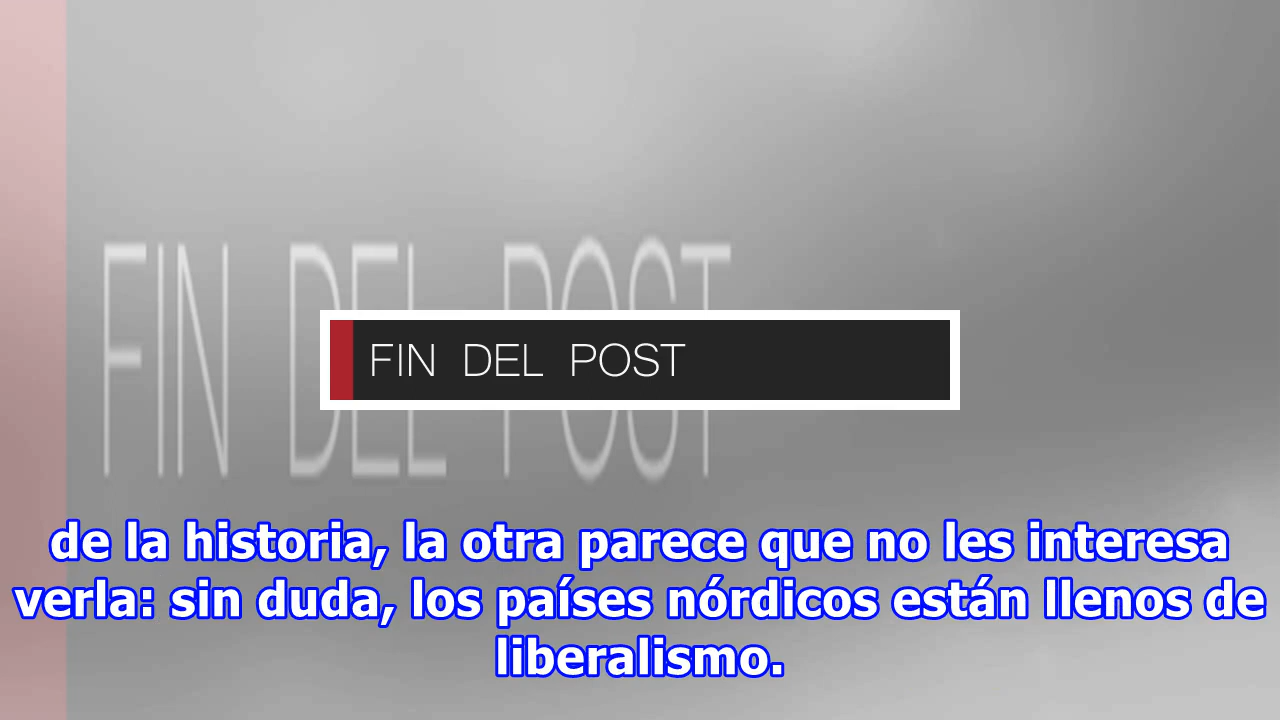 FIN DEL POST
FIN DEL POST
de la historia, la otra parece que no les interesa
verla: sin duda, los países nórdicos están llenos de
liberalismo.